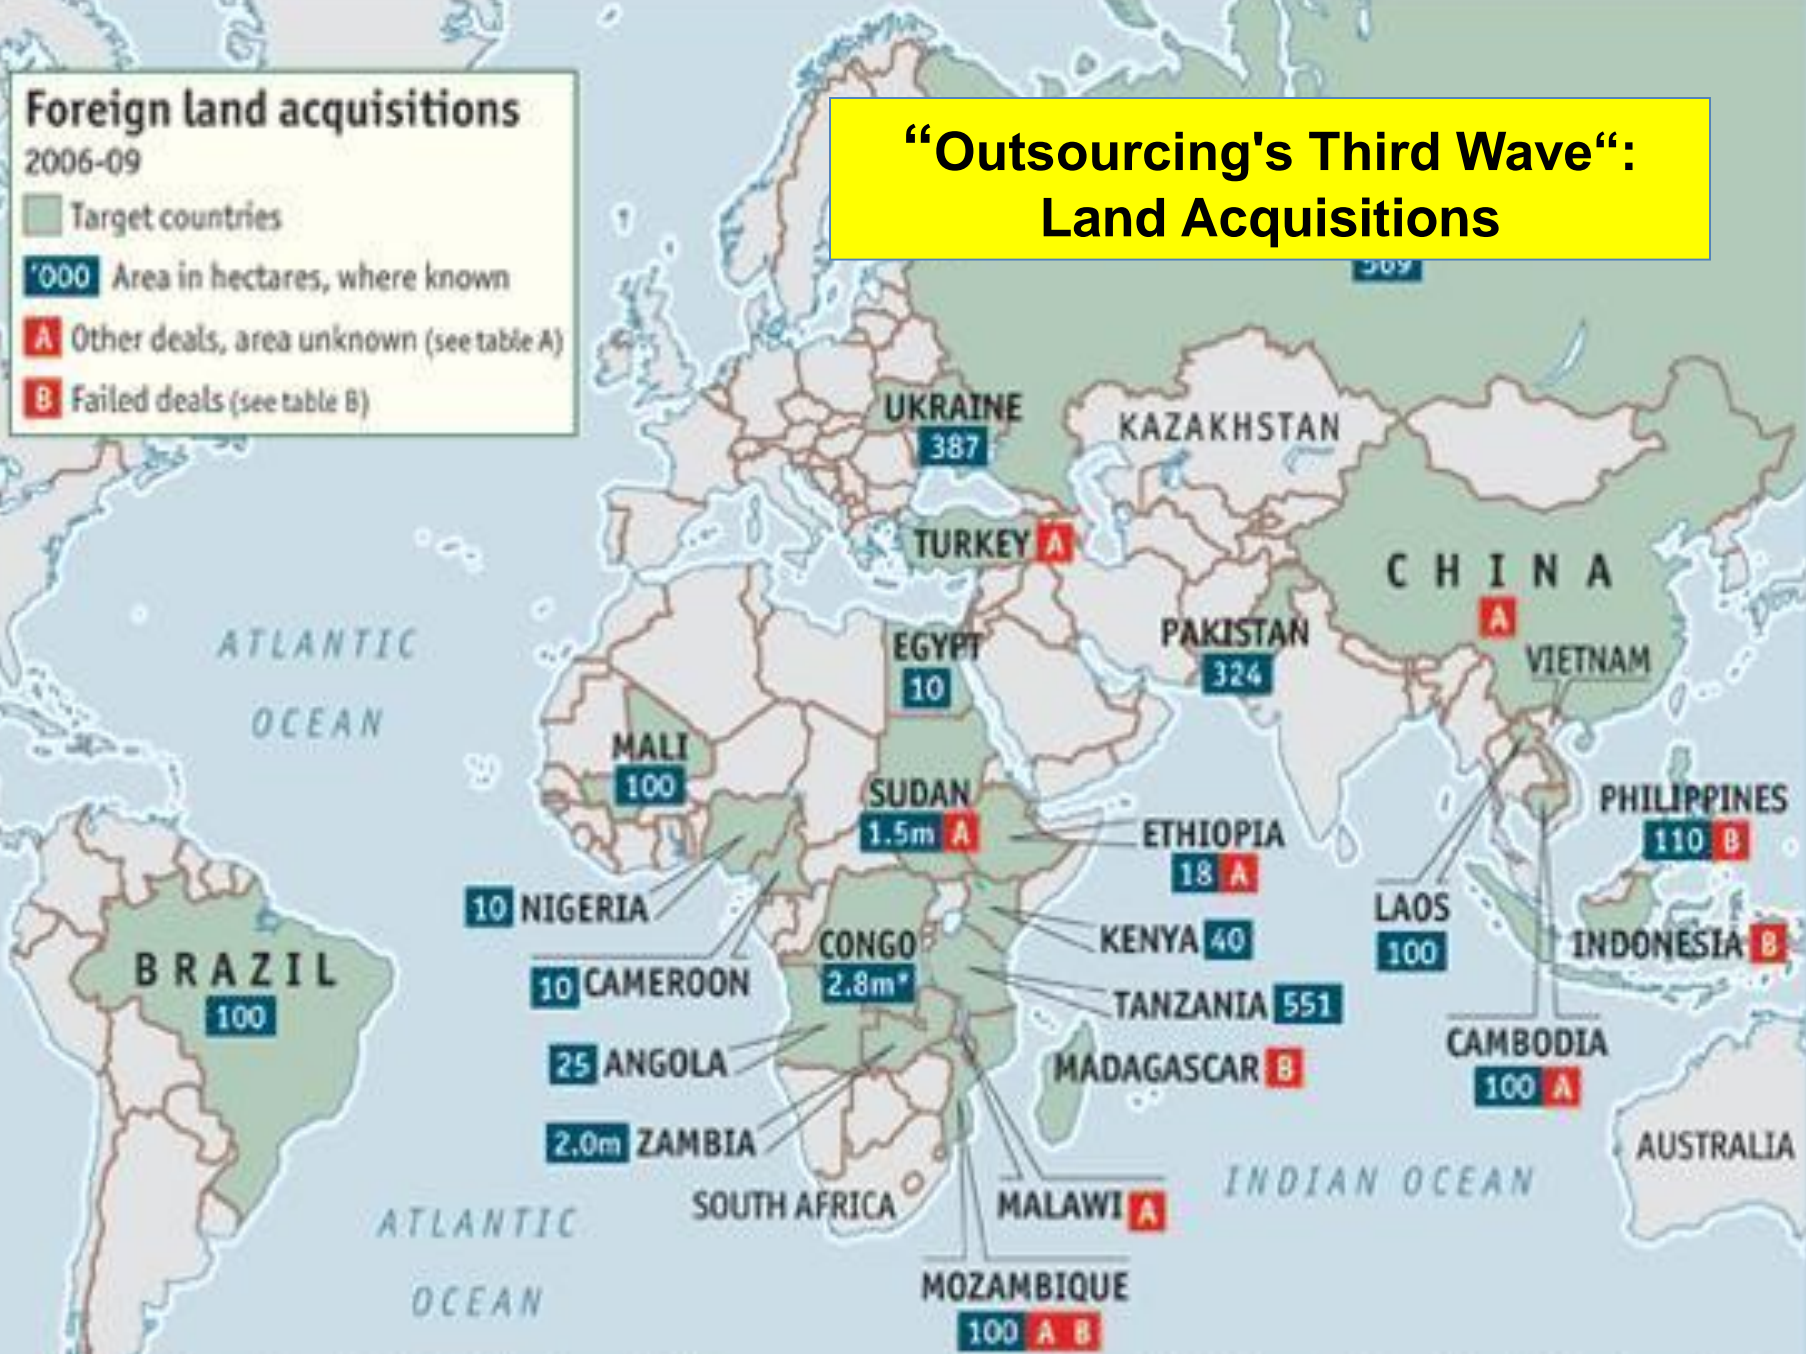 Foreign land acquisitions
2006-09
Target countries
'000 Area in hectares, where known
A Other deals, area unknown (see table A)
B Failed deals (see table B)
“Outsourcing's Third Wave“:
Land Acquisitions
UKRAINE
387
KAZAKHSTAN
TURKEY A
CHINA
A
ATLANTIC
OCEAN
EGYPT
10
PAKISTAN
324
VIETNAM
MALI
100
SUDAN
1.5m A
ETHIOPIA
18 A
PHILIPPINES
110 B
10 NIGERIA
KENYA 40
LAOS
100
INDONESIA B
BRAZIL
100
10 CAMEROON
CONGO
2.8m*
TANZANIA 551
25 ANGOLA
MADAGASCAR B
CAMBODIA
100 A
2.0m ZAMBIA
AUSTRALIA
SOUTH AFRICA
MALAWI A
INDIAN OCEAN
ATLANTIC
OCEAN
MOZAMBIQUE
100 A B